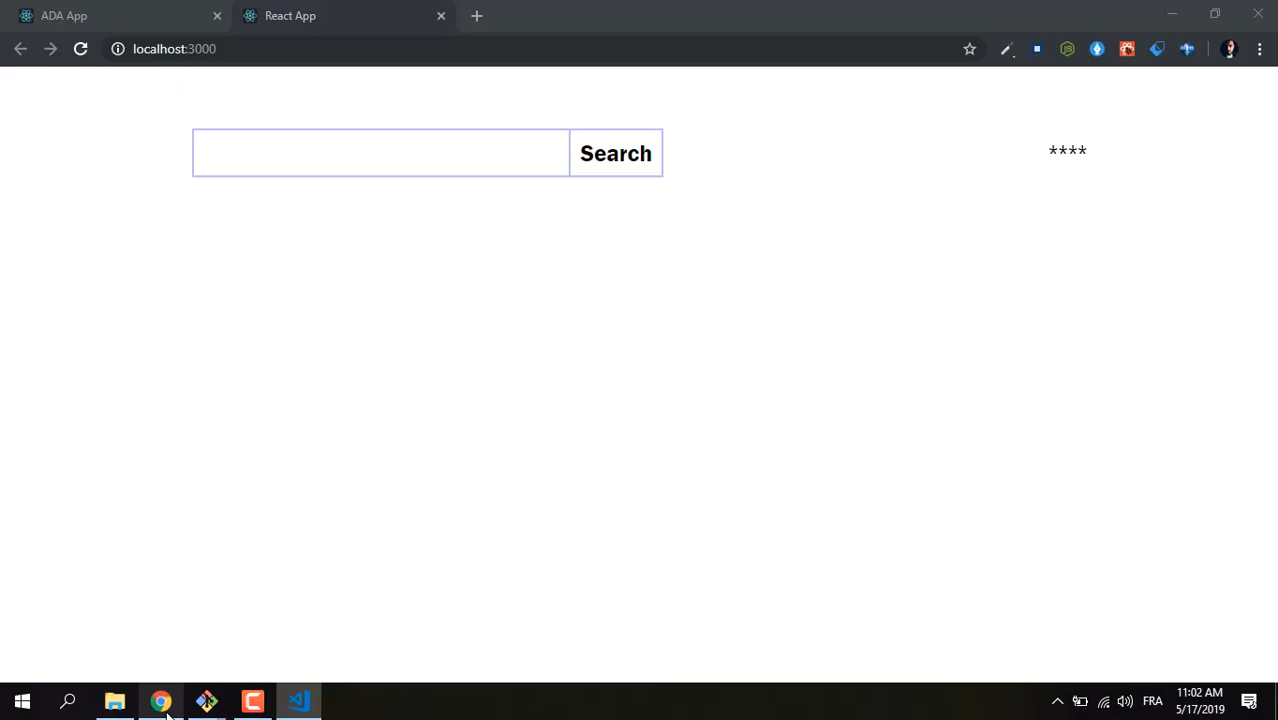 ADA App
React App
localhost:3000
Search
****
FRA
11:02 AM
5/17/2019